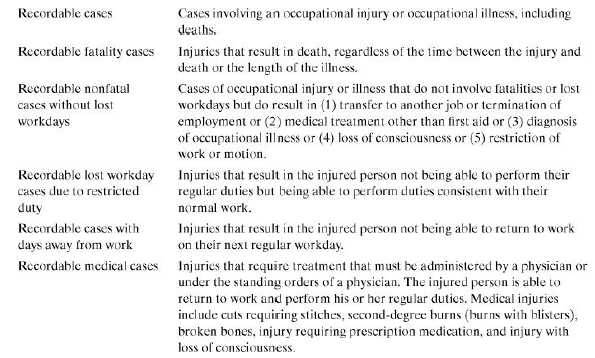 Recordable cases Cases involving an occupational injury or occupational illness, including
deaths.
Recordable fatality cases Injuries that result in death, regardless of the time between the injury and
death or the length of the illness.
Recordable nonfatal Cases of occupational injury or illness that do not involve fatalities or lost
cases without lost workdays but do result in (1) transfer to another job or termination of
workdays employment or (2) medical treatment other than first aid or (3) diagnosis
of occupational illness or (4) loss of consciousness or (5) restriction of
work or motion.
Recordable lost workday Injuries that result in the injured person not being able to perform their
cases due to restricted regular duties but being able to perform duties consistent with their
duty normal work.
Recordable cases with Injuries that result in the injured person not being able to return to work
days away from work on their next regular workday.
Recordable medical cases Injuries that require treatment that must be administered by a physician or
under the standing orders of a physician. The injured person is able to
return to work and perform his or her regular duties. Medical injuries
include cuts requiring stitches, second-degree burns (burns with blisters),
broken bones, injury requiring prescription medication, and injury with
loss of consciousness.